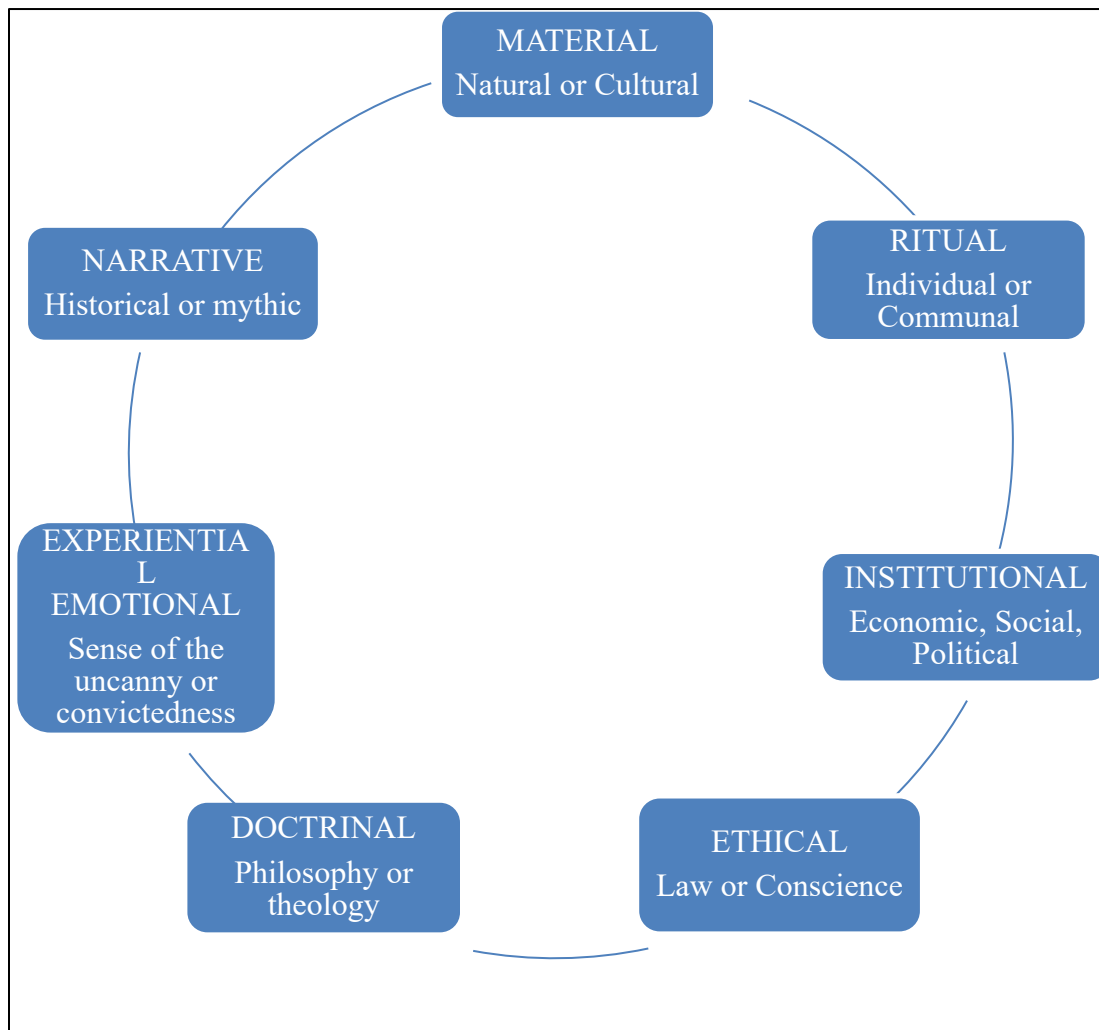 MATERIAL
Natural or Cultural
RITUAL
Individual or
Communal
INSTITUTIONAL
Economic, Social,
Political
ETHICAL
Law or Conscience
DOCTRINAL
Philosophy or
theology
EXPERIENTIA
L
EMOTIONAL
Sense of the
uncanny or
convictedness
NARRATIVE
Historical or mythic